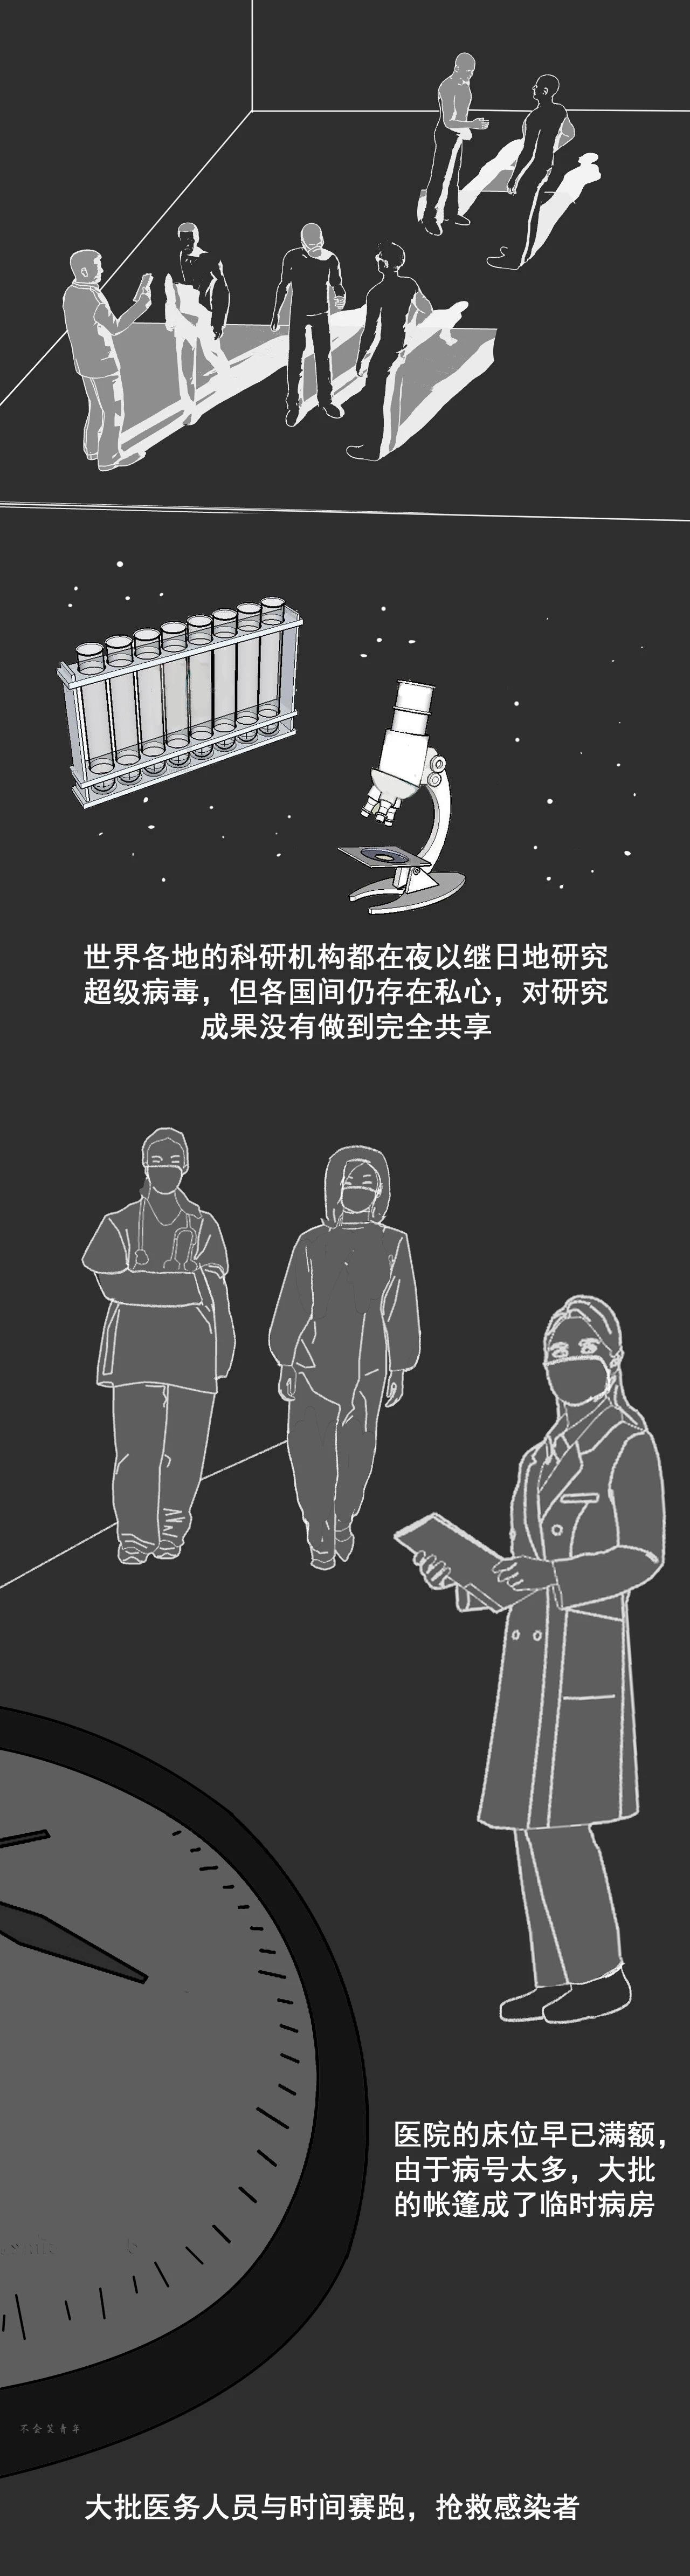 世界各地的科研机构都在夜以继日地研究
超级病毒，但各国间仍存在私心，对研究
成果没有做到完全共享
医院的床位早已满额，
由于病号太多，大批
的帐篷成了临时病房
不会笑青年
大批医务人员与时间赛跑，抢救感染者